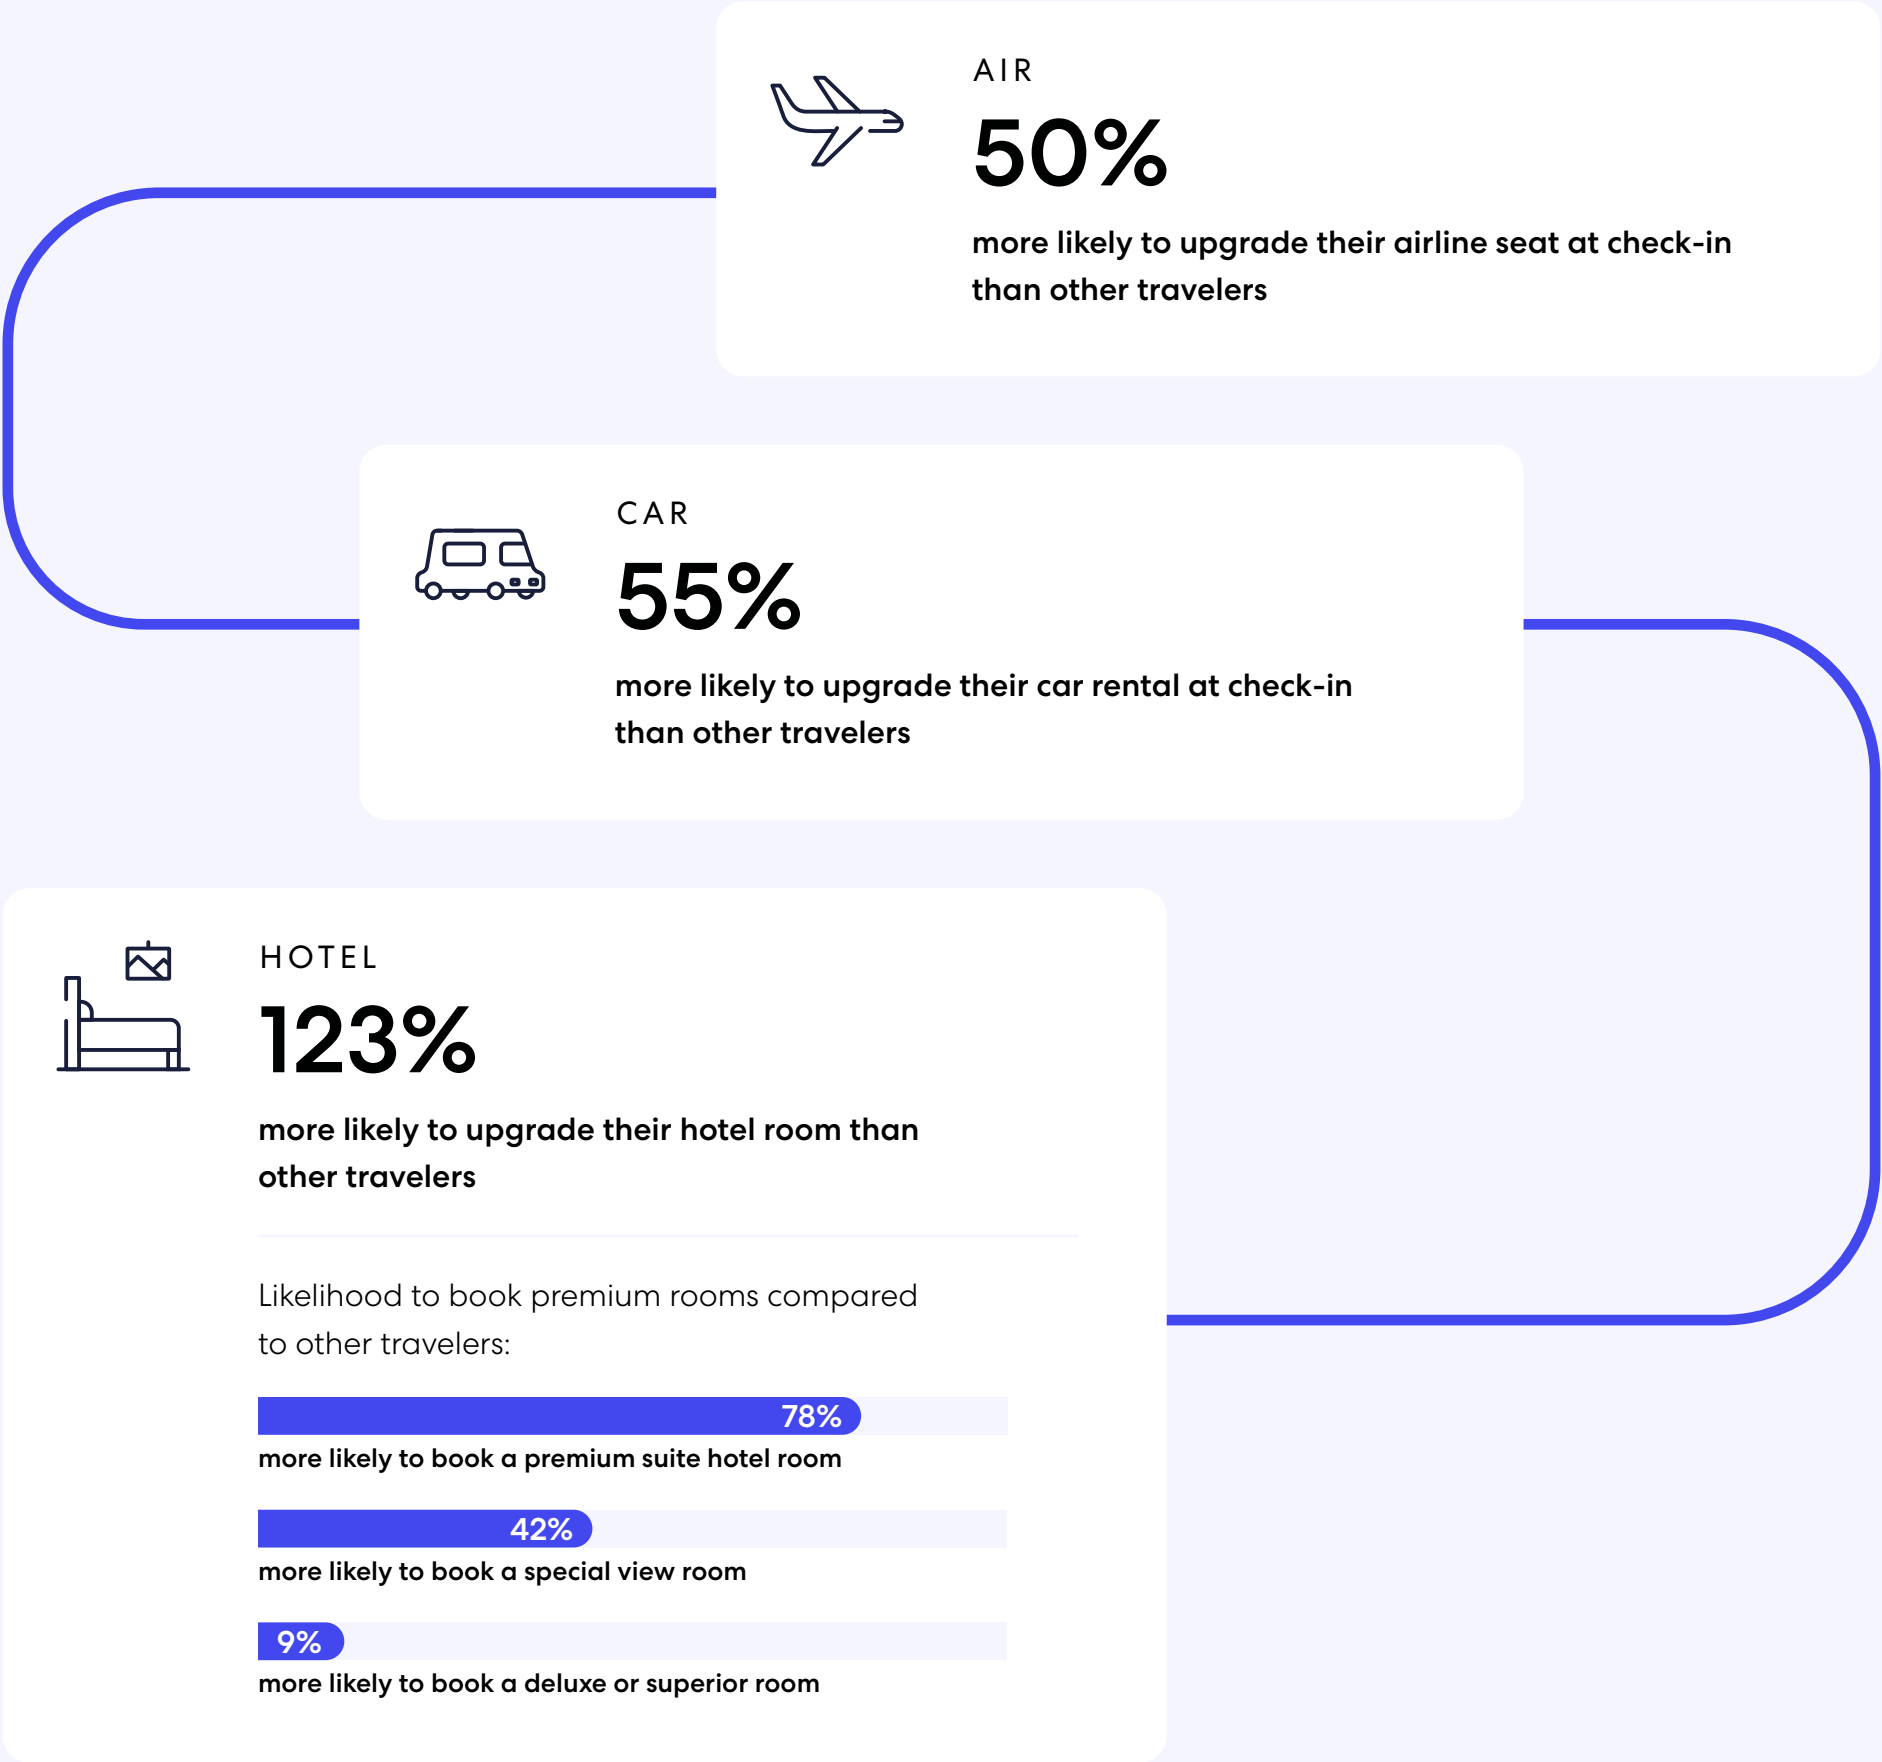 AIR
50%
more likely to upgrade their airline seat at check-in
than other travelers
CAR
55%
more likely to upgrade their car rental at check-in
than other travelers
HOTEL
123%
more likely to upgrade their hotel room than
other travelers
Likelihood to book premium rooms compared
to other travelers:
78%
more likely to book a premium suite hotel room
42%
more likely to book a special view room
9%
more likely to book a deluxe or superior room